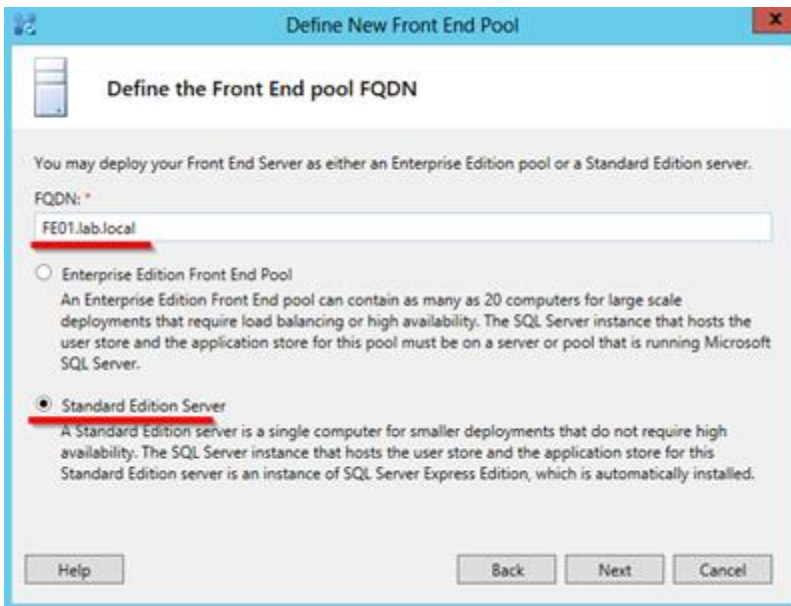 Define New Front End Pool
x
Define the Front End pool FQDN
You may deploy your Front End Server as either an Enterprise Edition pool or a Standard Edition server.
FQDN: *
FE01.lab.local
Enterprise Edition Front End Pool
An Enterprise Edition Front End pool can contain as many as 20 computers for large scale
deployments that require load balancing or high availability. The SQL Server instance that hosts the
user store and the application store for this pool must be on a server or pool that is running Microsoft
SQL Server.
Standard Edition Server
A Standard Edition server is a single computer for smaller deployments that do not require high
availability. The SQL Server instance that hosts the user store and the application store for this
Standard Edition server is an instance of SQL Server Express Edition, which is automatically installed.
Help Back Next Cancel